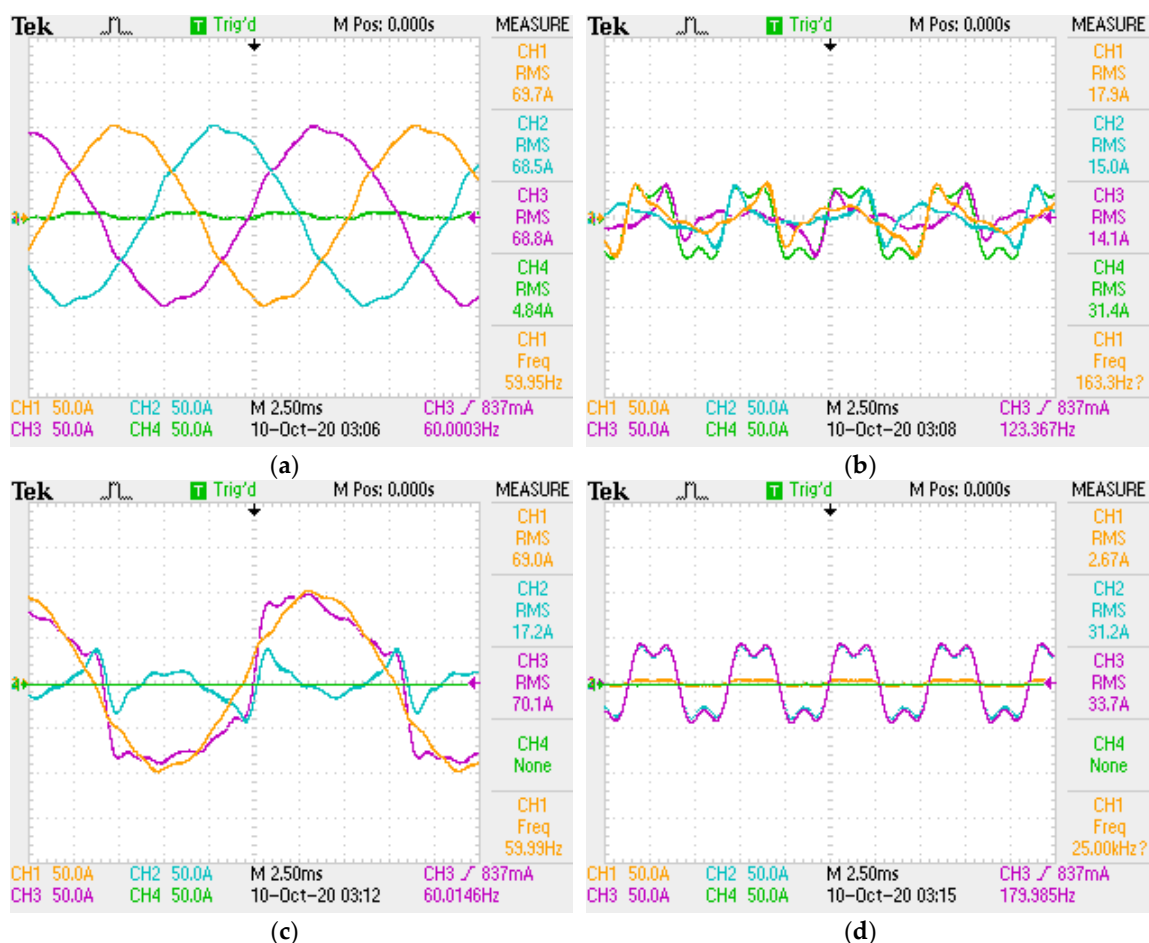 Tek Trig'd M Pos: 0.000s MEASURE
CH1
RMS
69.7A
CH2
RMS
68.5A
CH3
RMS
68.8A
CH4
RMS
4.84A
CH1
Freq
59.95Hz
CH1 50.0A CH2 50.0A M 2.50ms CH3 837mA
CH3 50.0A CH4 50.0A 10-Oct-20 03:06 60.0003Hz
(a)
Tek Trig'd M Pos: 0.000s MEASURE
CH1
RMS
17.9A
CH2
RMS
15.0A
CH3
RMS
14.1A
CH4
RMS
31.4A
CH1
Freq
163.3Hz?
CH1 50.0A CH2 50.0A M 2.50ms CH3 837mA
CH3 50.0A CH4 50.0A 10-Oct-20 03:08 123.367Hz
(b)
Tek Trig'd M Pos: 0.000s MEASURE
CH1
RMS
69.0A
CH2
RMS
17.2A
CH3
RMS
70.1A
CH4
None
CH1
Freq
59.99Hz
CH1 50.0A CH2 50.0A M 2.50ms CH3 837mA
CH3 50.0A CH4 50.0A 10-Oct-20 03:12 60.0146Hz
(c)
Tek Trig'd M Pos: 0.000s MEASURE
CH1
RMS
2.67A
CH2
RMS
31.2A
CH3
RMS
33.7A
CH4
None
CH1
Freq
25.00kHz?
CH1 50.0A CH2 50.0A M 2.50ms CH3 837mA
CH3 50.0A CH4 50.0A 10-Oct-20 03:15 179.985Hz
(d)